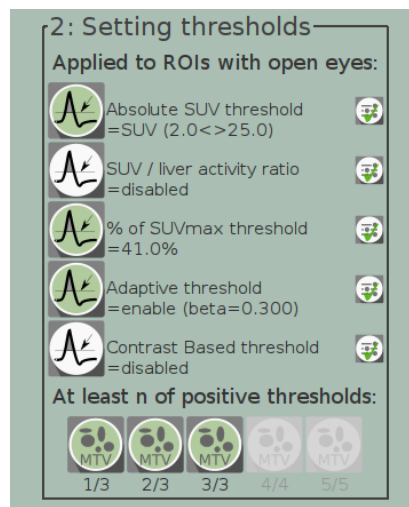 2: Setting thresholds
Applied to ROIs with open eyes:
Absolute SUV threshold
=SUV (2.0<>25.0)
SUV / liver activity ratio
=disabled
% of SUVmax threshold
=41.0%
Adaptive threshold
=enable (beta=0.300)
Contrast Based threshold
=disabled
At least n of positive thresholds:
MTV MTV MTV MTV MTV
1/3 2/3 3/3 4/4 5/5